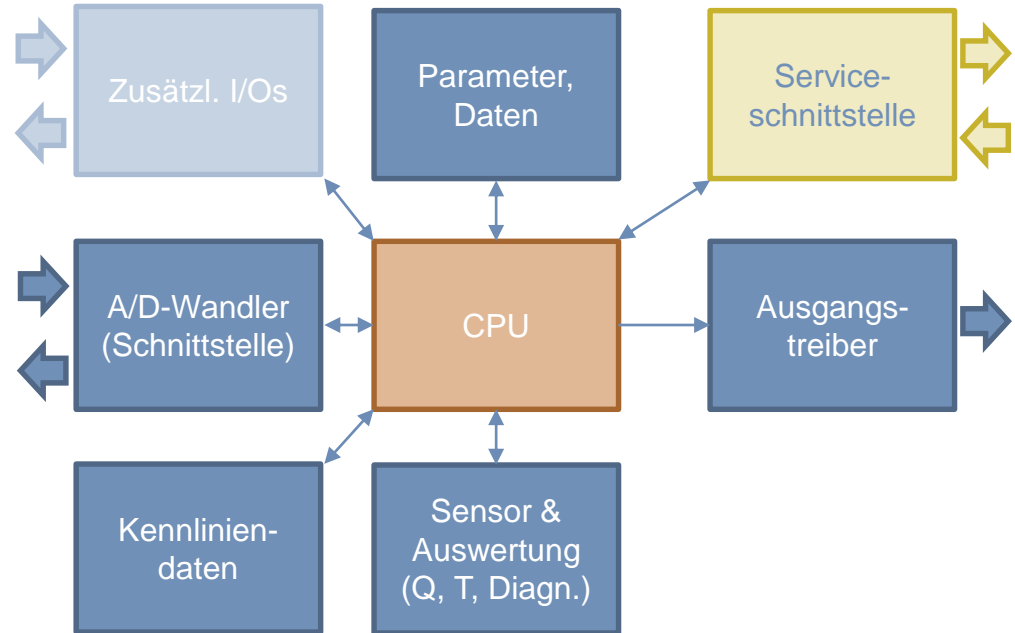 Zusätzl. I/Os
Parameter,
Daten
Service-
schnittstelle
A/D-Wandler
(Schnittstelle)
CPU
Ausgangs-
treiber
Kennlinien-
daten
Sensor &
Auswertung
(Q, T, Diagn.)